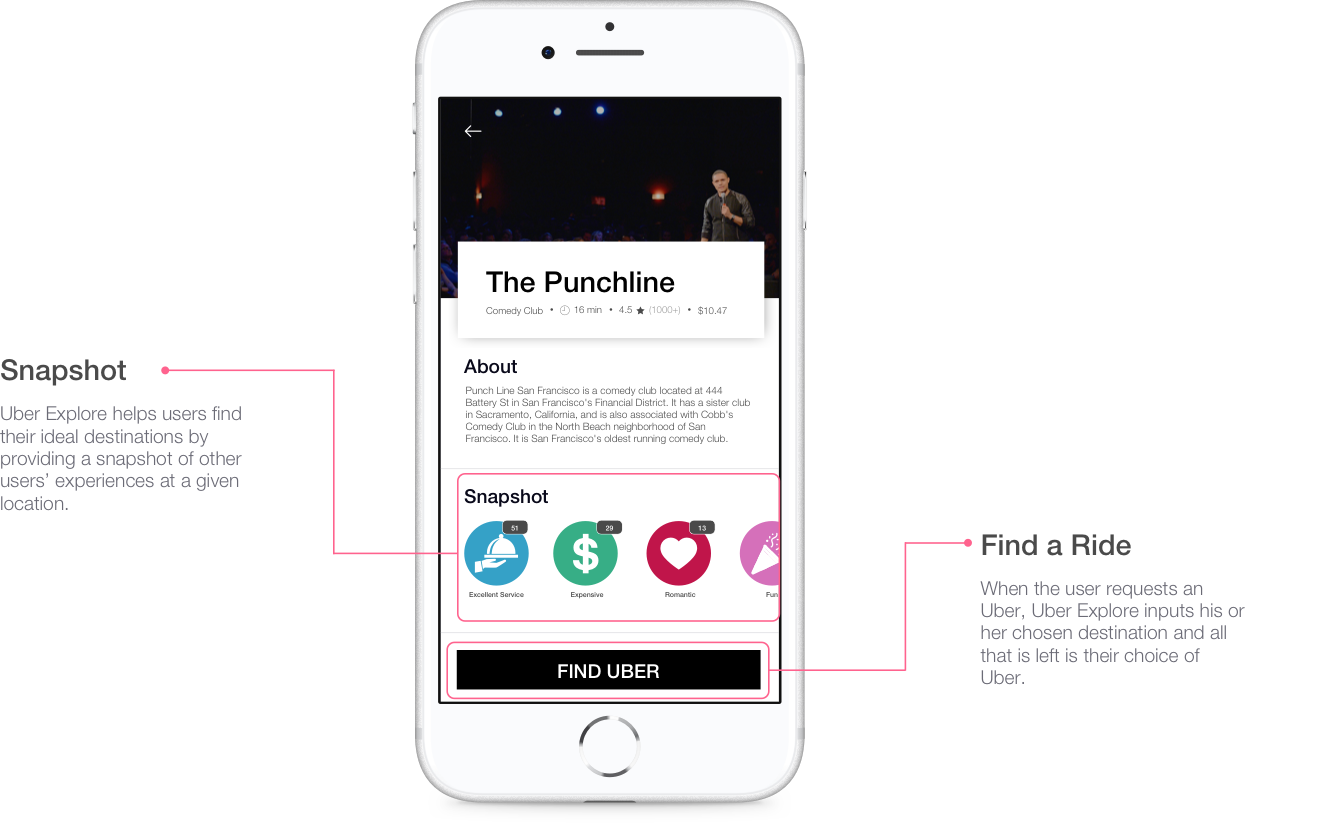 The Punchline
Comedy Club • 16 min • 4.5 ★ (1000+) • $10.47
About
Punch Line San Francisco is a comedy club located at 444
Battery St in San Francisco's Financial District. It has a sister club
in Sacramento, California, and is also associated with Cobb's
Comedy Club in the North Beach neighborhood of San
Francisco. It is San Francisco's oldest running comedy club.
Snapshot
51
29
13
Excellent Service
Expensive
Romantic
Fun
FIND UBER
Snapshot
Uber Explore helps users find
their ideal destinations by
providing a snapshot of other
users’ experiences at a given
location.
Find a Ride
When the user requests an
Uber, Uber Explore inputs his or
her chosen destination and all
that is left is their choice of
Uber.